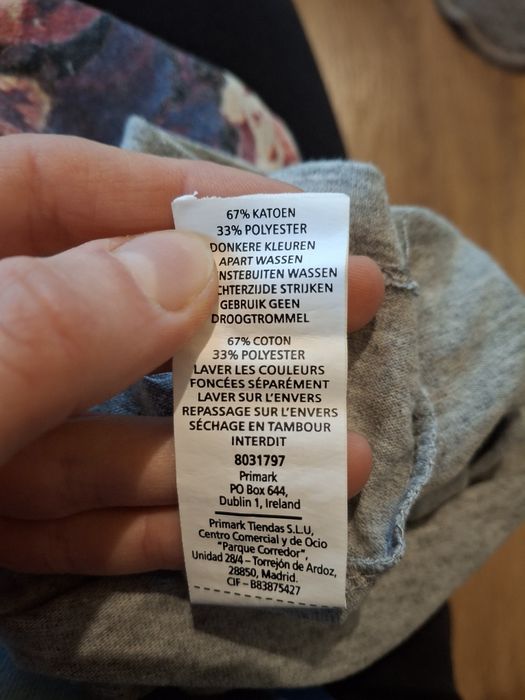 67% KATOEN
33% POLYESTER
DONKERE KLEUREN
APART WASSEN
NSTEBUITEN WASSEN
CHTERZIJDE STRIJKEN
GEBRUIK GEEN
DROOGTROMMEL
67% COTON
33% POLYESTER
LAVER LES COULEURS
FONCÉES SÉPARÉMENT
LAVER SUR L'ENVERS
REPASSAGE SUR L'ENVERS
SÉCHAGE EN TAMBOUR
INTERDIT
8031797
Primark
PO Box 644,
Dublin 1, Ireland
Primark Tiendas S.L.U,
Centro Comercial y de Ocio
"Parque Corredor",
Unidad 28/4 – Torrejón de Ardoz,
28850, Madrid.
CIF – B83875427